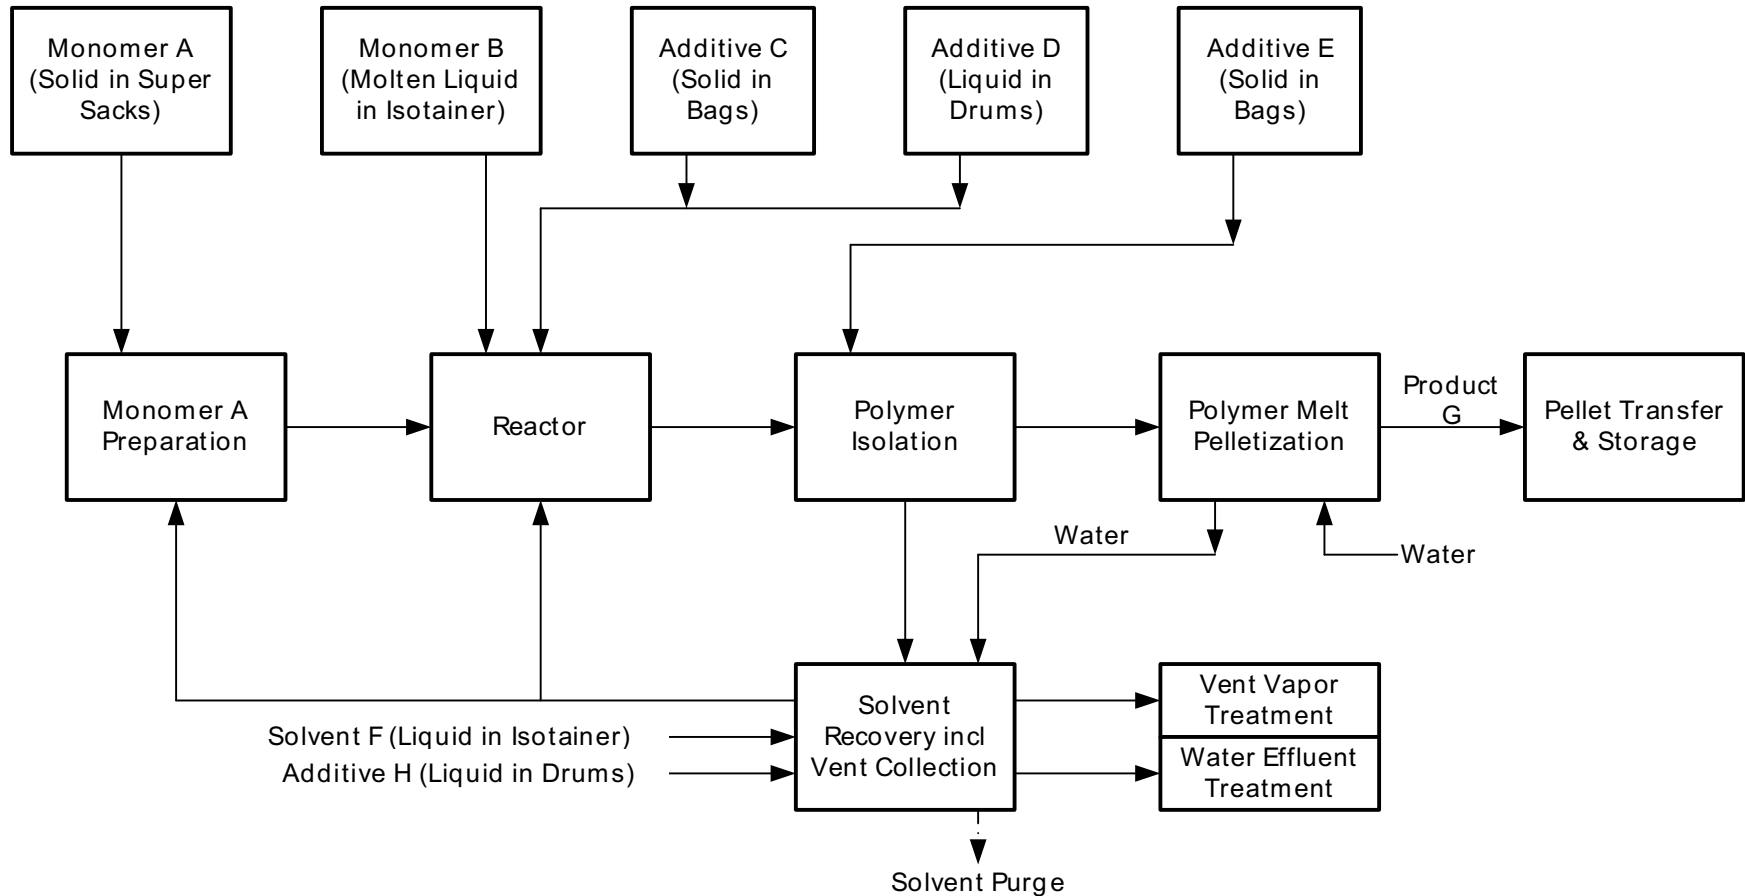 Monomer A
(Solid in Super
Sacks)
Monomer B
(Molten Liquid
in Isotainer)
Additive C
(Solid in
Bags)
Additive D
(Liquid in
Drums)
Additive E
(Solid in
Bags)
Monomer A
Preparation
Reactor
Polymer
Isolation
Polymer Melt
Pelletization
Product
G
Pellet Transfer
& Storage
Water
Water
Solvent F (Liquid in Isotainer)
Additive H (Liquid in Drums)
Solvent
Recovery incl
Vent Collection
Vent Vapor
Treatment
Water Effluent
Treatment
Solvent Purge